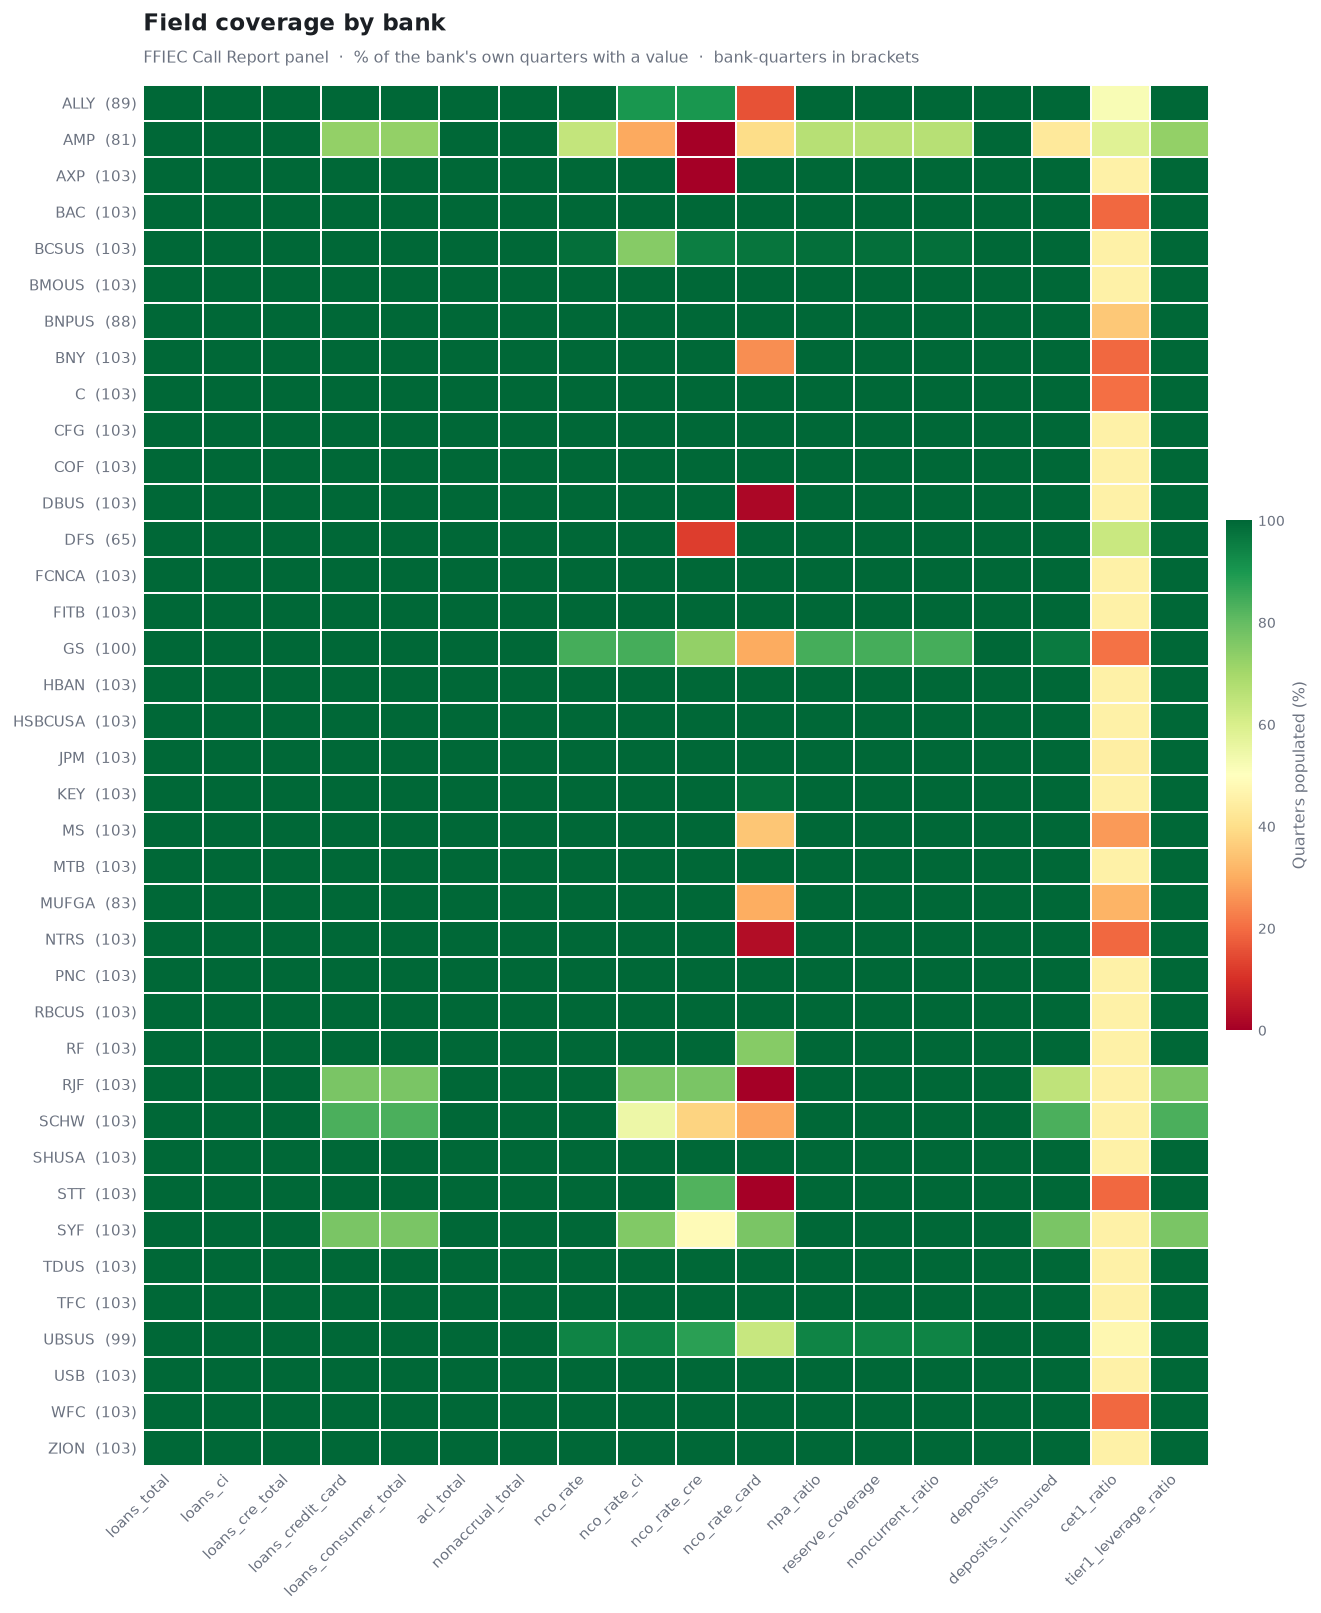 Field coverage by bank
FFIEC Call Report panel · % of the bank's own quarters with a value · bank-quarters in brackets
ALLY (89)
AMP (81)
AXP (103)
BAC (103)
BCSUS (103)
BMOUS (103)
BNPUS (88)
BNY (103)
C (103)
CFG (103)
COF (103)
DBUS (103)
DFS (65)
FCNCA (103)
FITB (103)
GS (100)
HBAN (103)
HSBCUSA (103)
JPM (103)
KEY (103)
MS (103)
MTB (103)
MUFGA (83)
NTRS (103)
PNC (103)
RBCUS (103)
RF (103)
RJF (103)
SCHW (103)
SHUSA (103)
STT (103)
SYF (103)
TDUS (103)
TFC (103)
UBSUS (99)
USB (103)
WFC (103)
ZION (103)
loans_total
loans_ci
loans_cre_total
loans_credit_card
loans_consumer_total
acl_total
nonaccrual_total
nco_rate
nco_rate_ci
nco_rate_cre
nco_rate_card
npa_ratio
reserve_coverage
noncurrent_ratio
deposits
deposits_uninsured
cet1_ratio
tier1_leverage_ratio
100
80
60
40
20
0
Quarters populated (%)